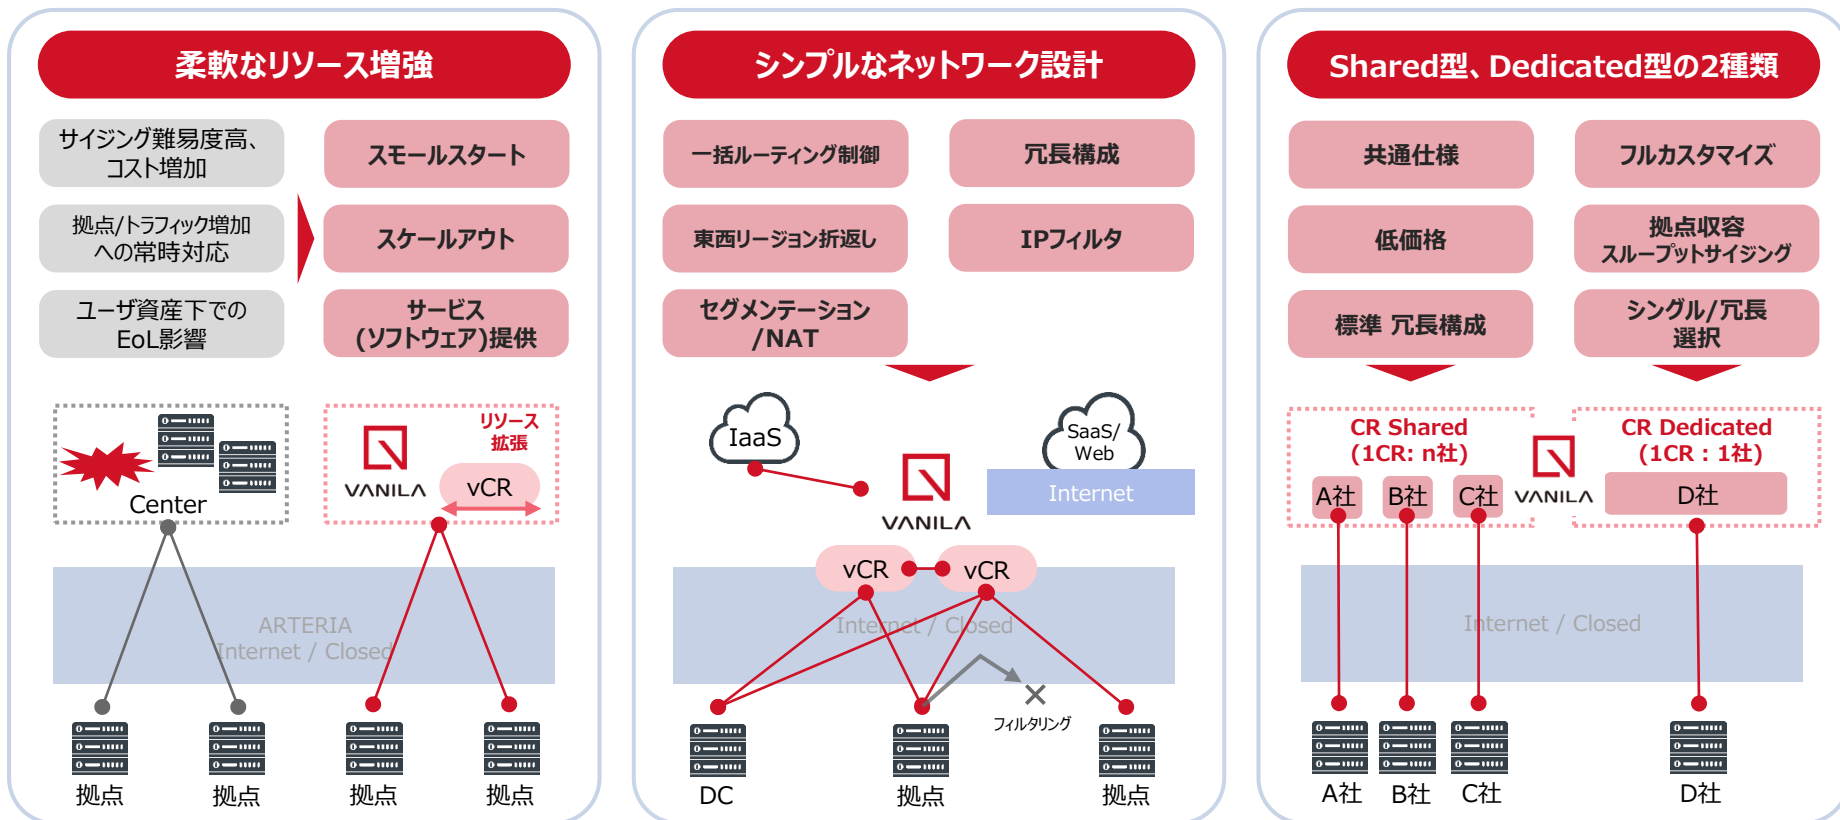 柔軟なリソース増強
サイジング難易度高、
コスト増加
拠点/トラフィック増加
への常時対応
ユーザ資産下での
EoL影響
スモールスタート
スケールアウト
サービス
(ソフトウェア)提供
Center
リソース
拡張
VANILA
vCR
ARTERIA
Internet / Closed
拠点
拠点
拠点
拠点
シンプルなネットワーク設計
一括ルーティング制御
冗長構成
東西リージョン折返し
IPフィルタ
セグメンテーション
/NAT
IaaS
SaaS/
Web
Internet
VANILA
vCR
vCR
Internet / Closed
フィルタリング
DC
拠点
拠点
Shared型、Dedicated型の2種類
共通仕様
低価格
標準 冗長構成
フルカスタマイズ
拠点収容
スループットサイジング
シングル/冗長
選択
CR Shared
(1CR: n社)
A社
B社
C社
VANILA
CR Dedicated
(1CR : 1社)
D社
Internet / Closed
A社
B社
C社
D社